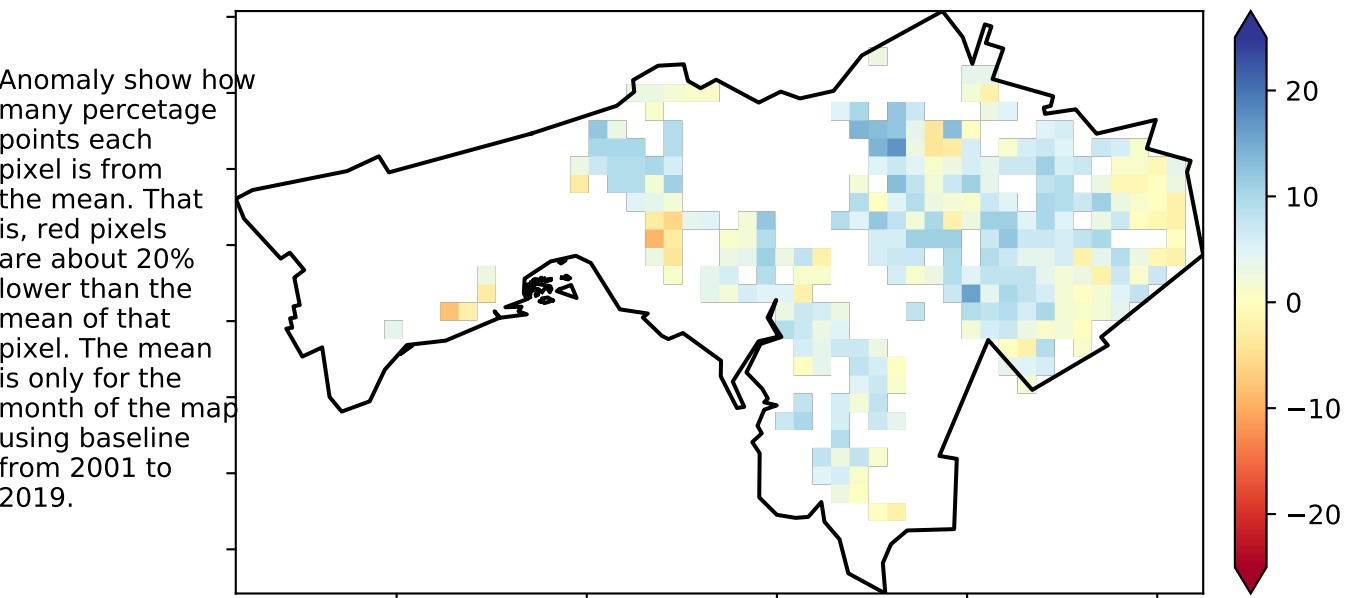 Anomaly show how
many percetage
points each
pixel is from
the mean. That
is, red pixels
are about 20%
lower than the
mean of that
pixel. The mean
is only for the
month of the map
using baseline
from 2001 to
2019.
20
10
0
−10
−20